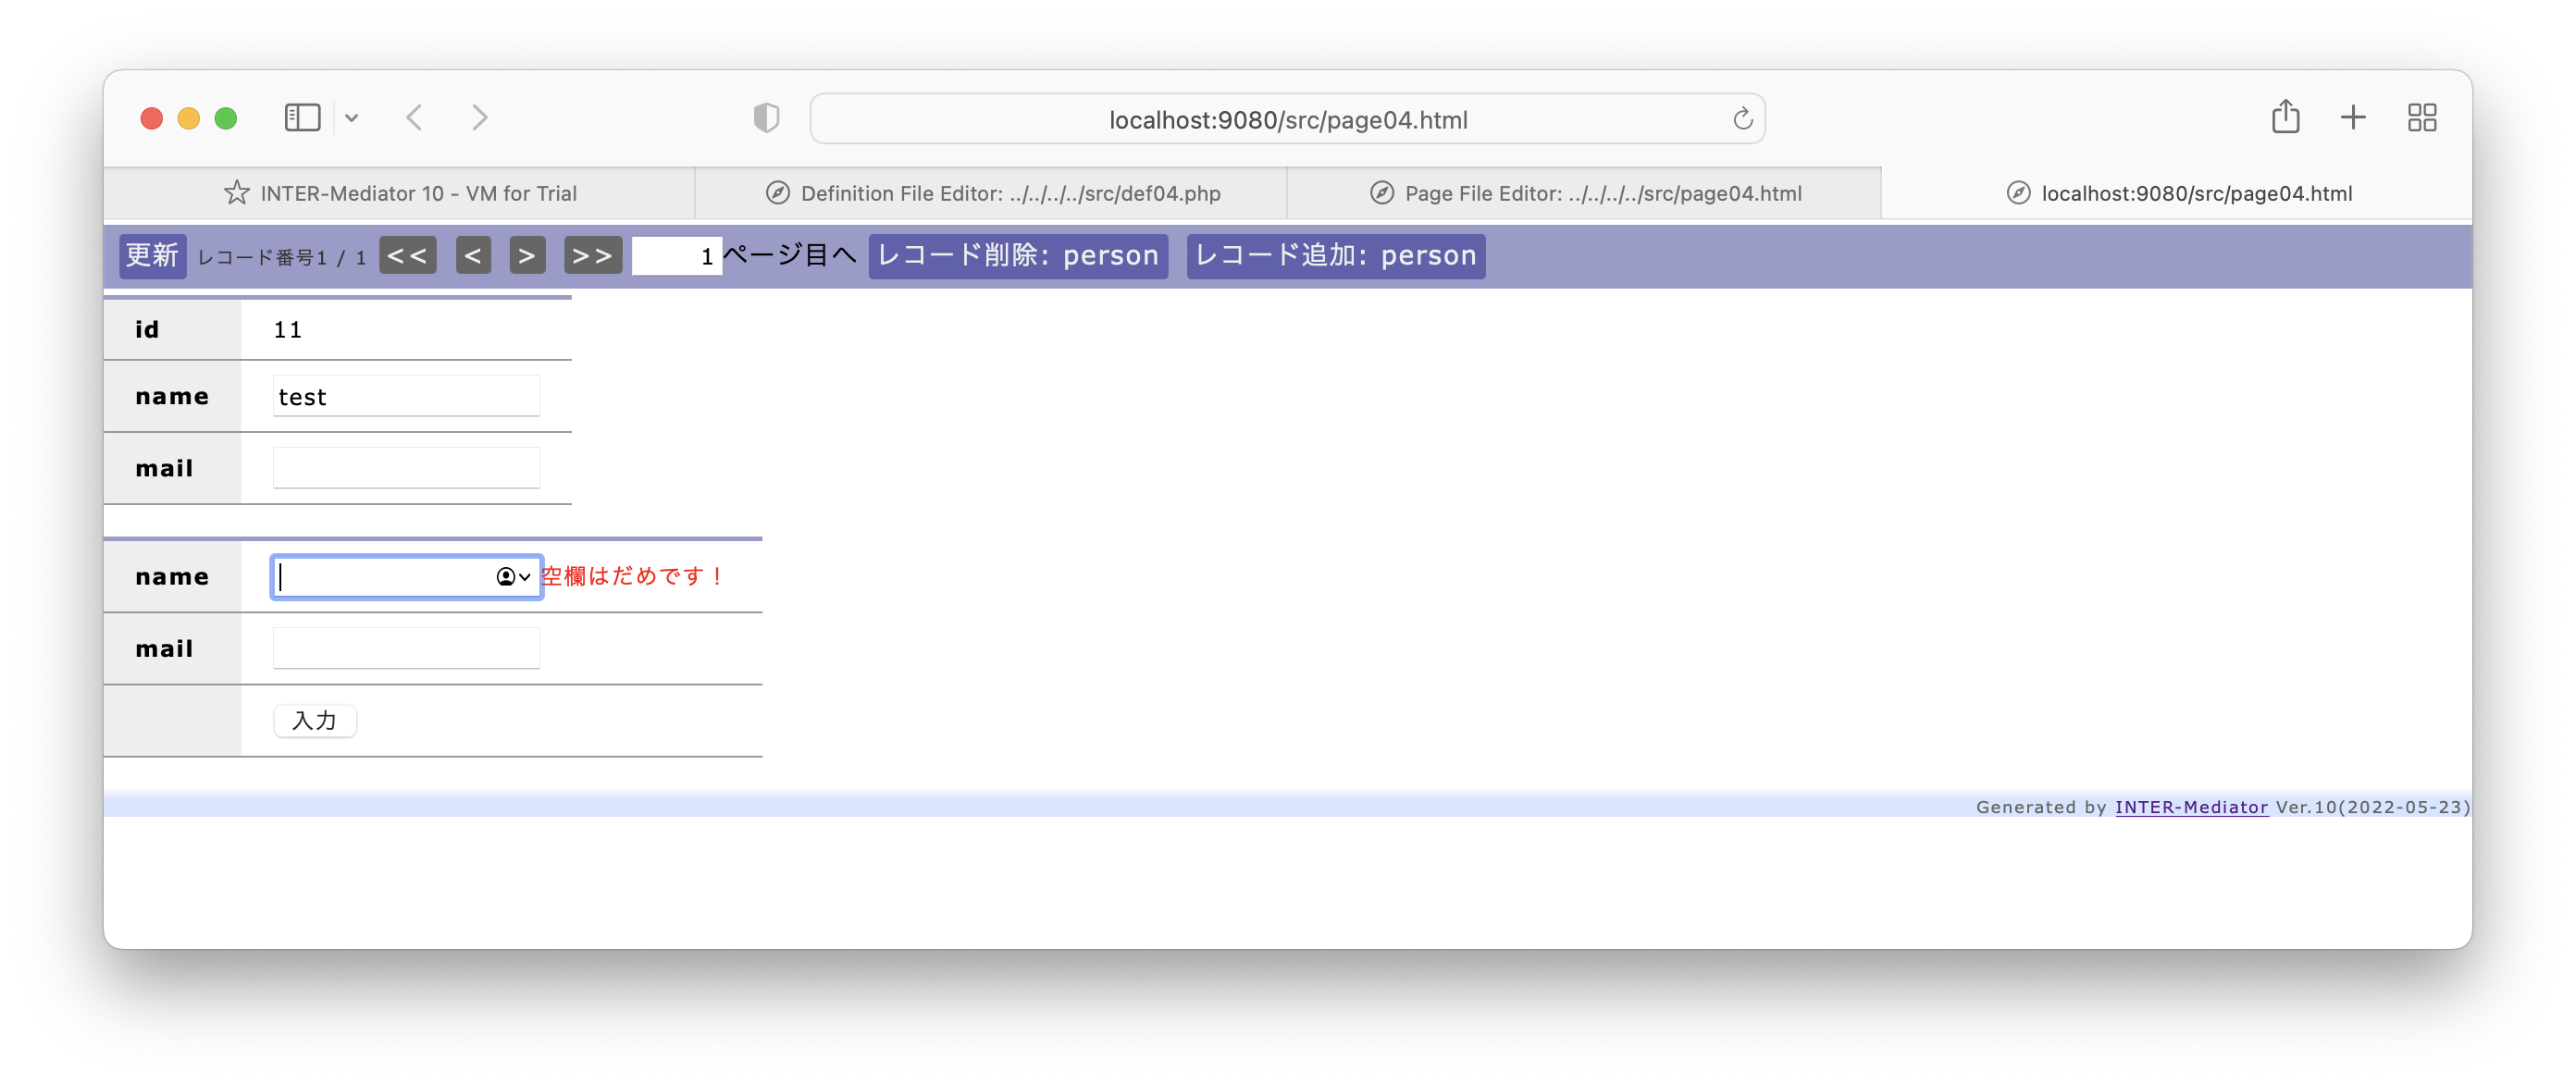 localhost:9080/src/page04.html
INTER-Mediator 10 - VM for Trial
Definition File Editor: ../../../../src/def04.php
Page File Editor: ../../../../src/page04.html
localhost:9080/src/page04.html
更新 レコード番号1 / 1 << < > >> 1 ページ目へ レコード削除: person レコード追加: person
id 11
name test
mail
name 空欄はだめです！
mail
入力
Generated by INTER-Mediator Ver.10(2022-05-23)